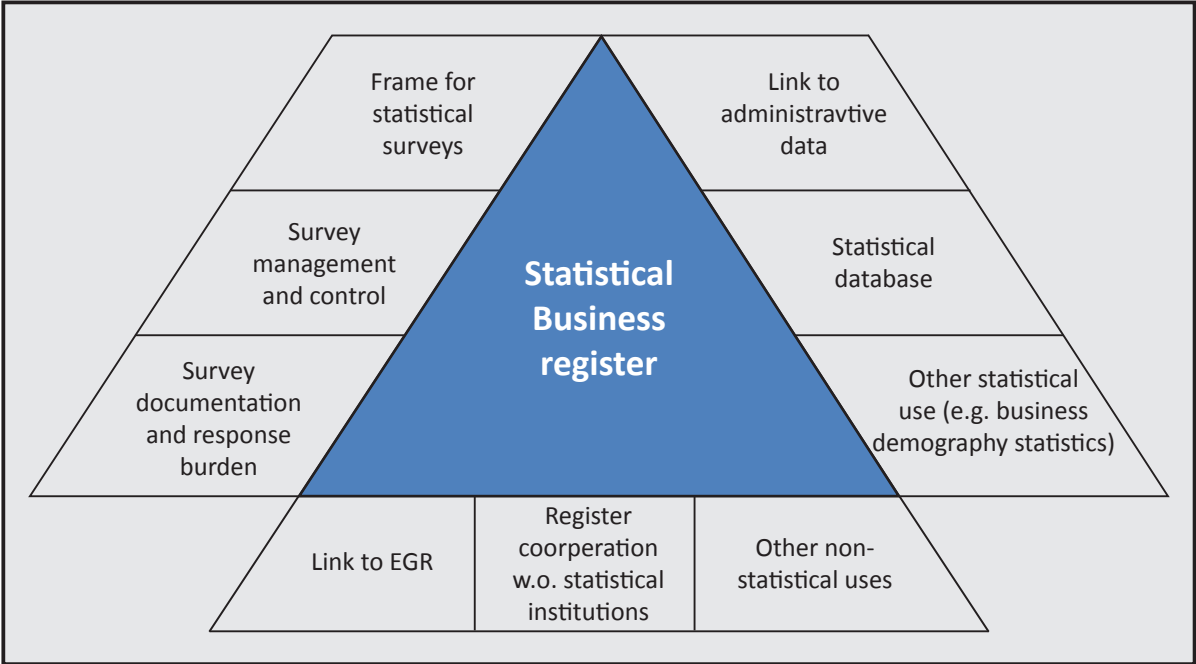 Frame for
statistical
surveys
Link to
administravtive
data
Survey
management
and control
Statistical
database
Statistical
Business
register
Survey
documentation
and response
burden
Other statistical
use (e.g. business
demography statistics)
Link to EGR
Register
coorperation
w.o. statistical
institutions
Other non-
statistical uses